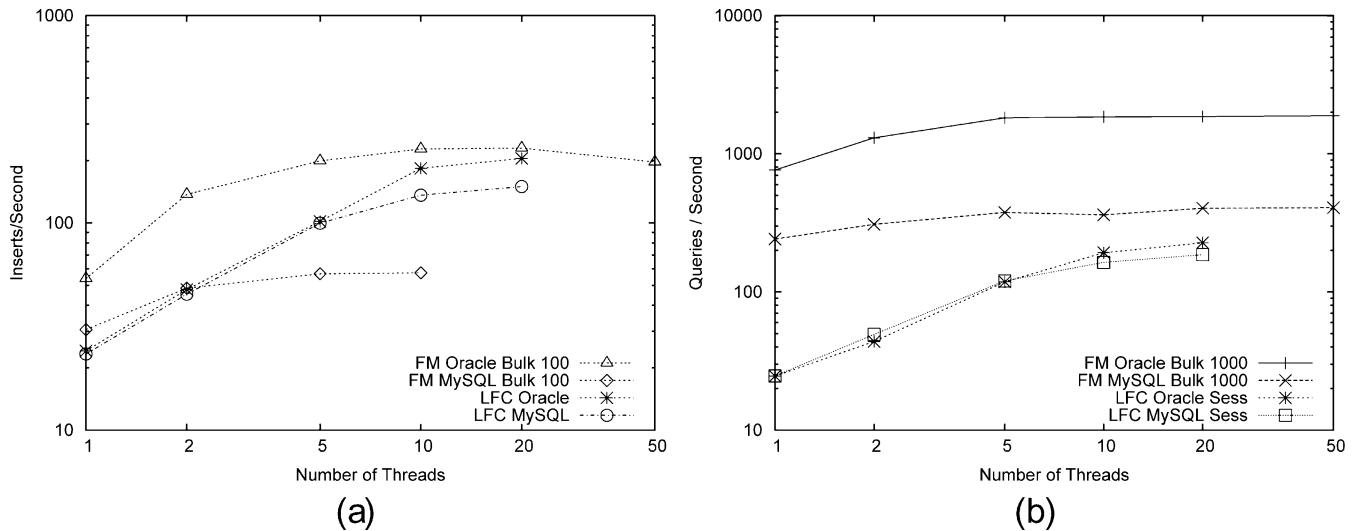 1000
100
10
Inserts/Second
FM Oracle Bulk 100
FM MySQL Bulk 100
LFC Oracle
LFC MySQL
1 2 5 10 20 50
Number of Threads
(a)
10000
1000
100
10
Queries / Second
FM Oracle Bulk 1000
FM MySQL Bulk 1000
LFC Oracle Sess
LFC MySQL Sess
1 2 5 10 20 50
Number of Threads
(b)